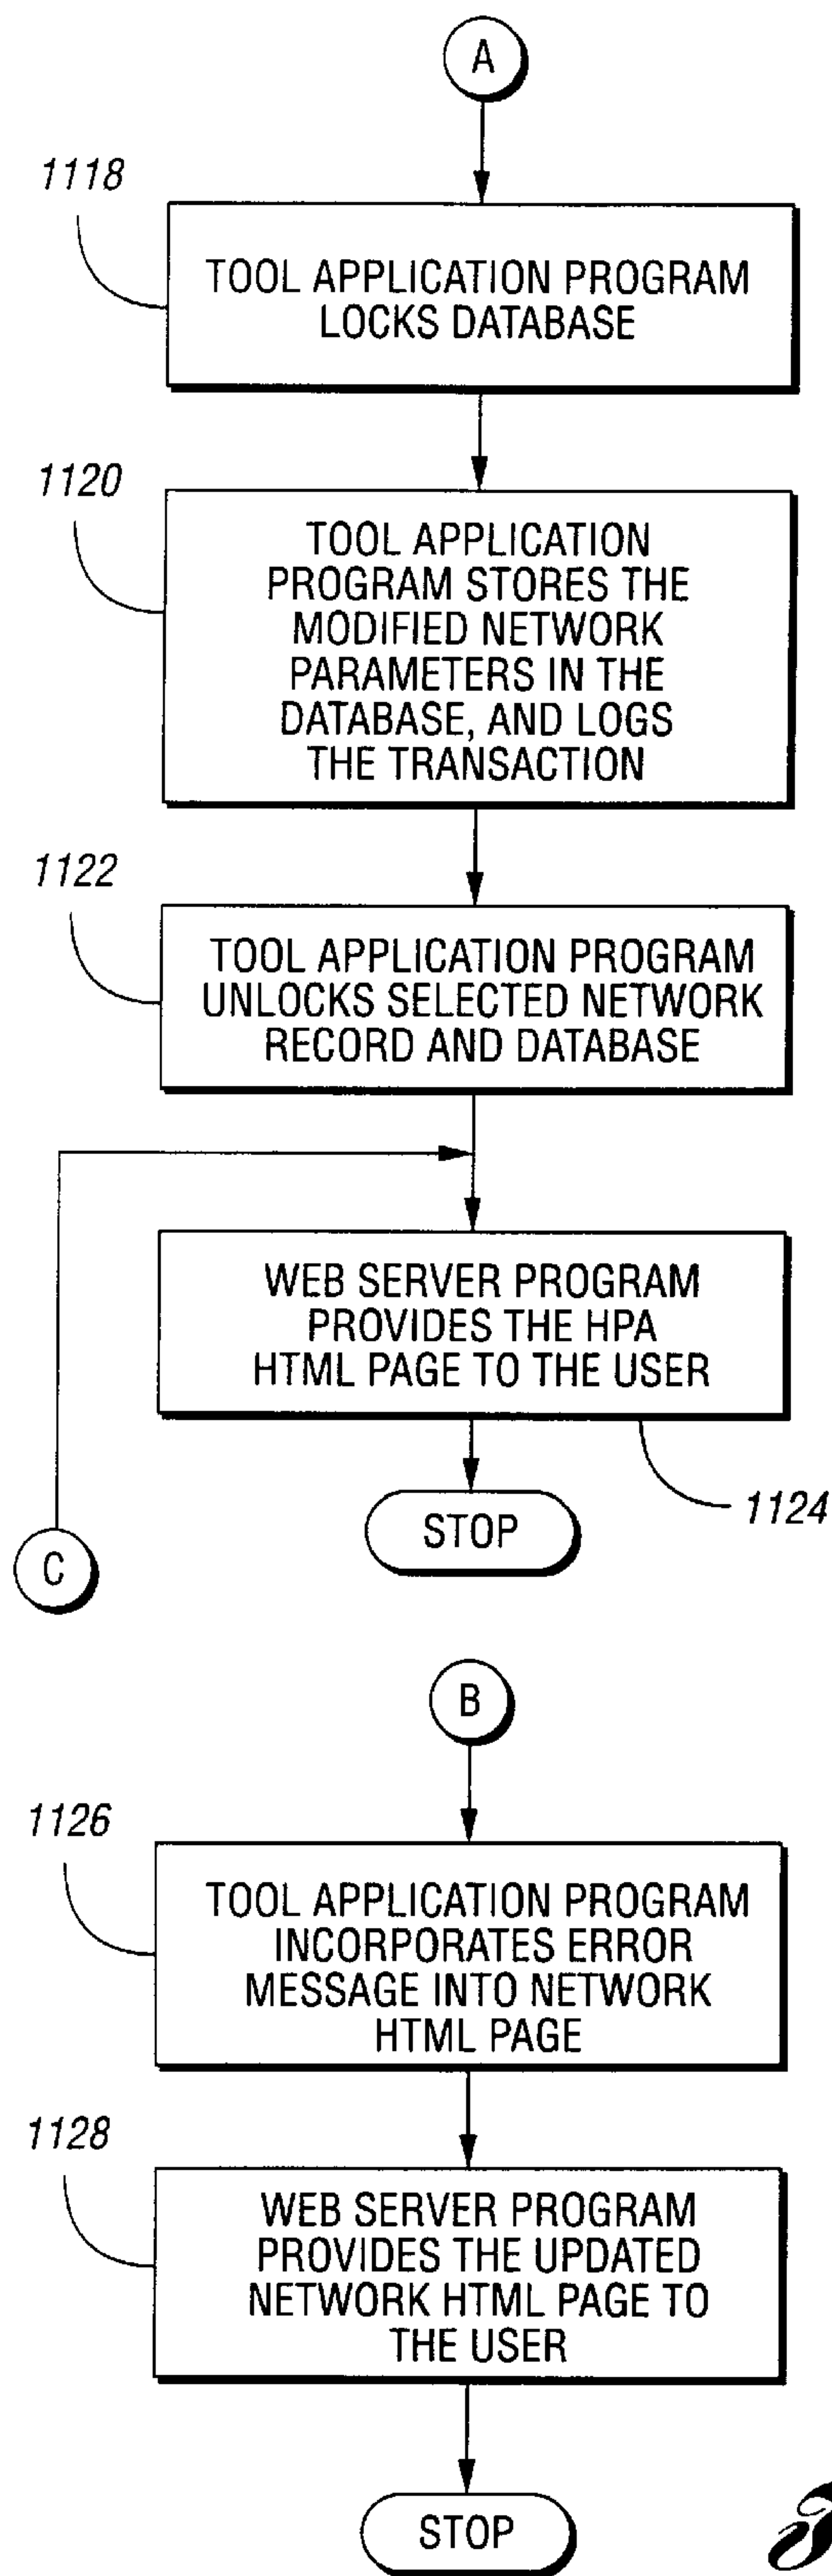 A
1118
TOOL APPLICATION PROGRAM
LOCKS DATABASE
1120
TOOL APPLICATION
PROGRAM STORES THE
MODIFIED NETWORK
PARAMETERS IN THE
DATABASE, AND LOGS
THE TRANSACTION
1122
TOOL APPLICATION PROGRAM
UNLOCKS SELECTED NETWORK
RECORD AND DATABASE
WEB SERVER PROGRAM
PROVIDES THE HPA
HTML PAGE TO THE USER
1124
STOP
C
B
1126
TOOL APPLICATION PROGRAM
INCORPORATES ERROR
MESSAGE INTO NETWORK
HTML PAGE
1128
WEB SERVER PROGRAM
PROVIDES THE UPDATED
NETWORK HTML PAGE TO
THE USER
STOP